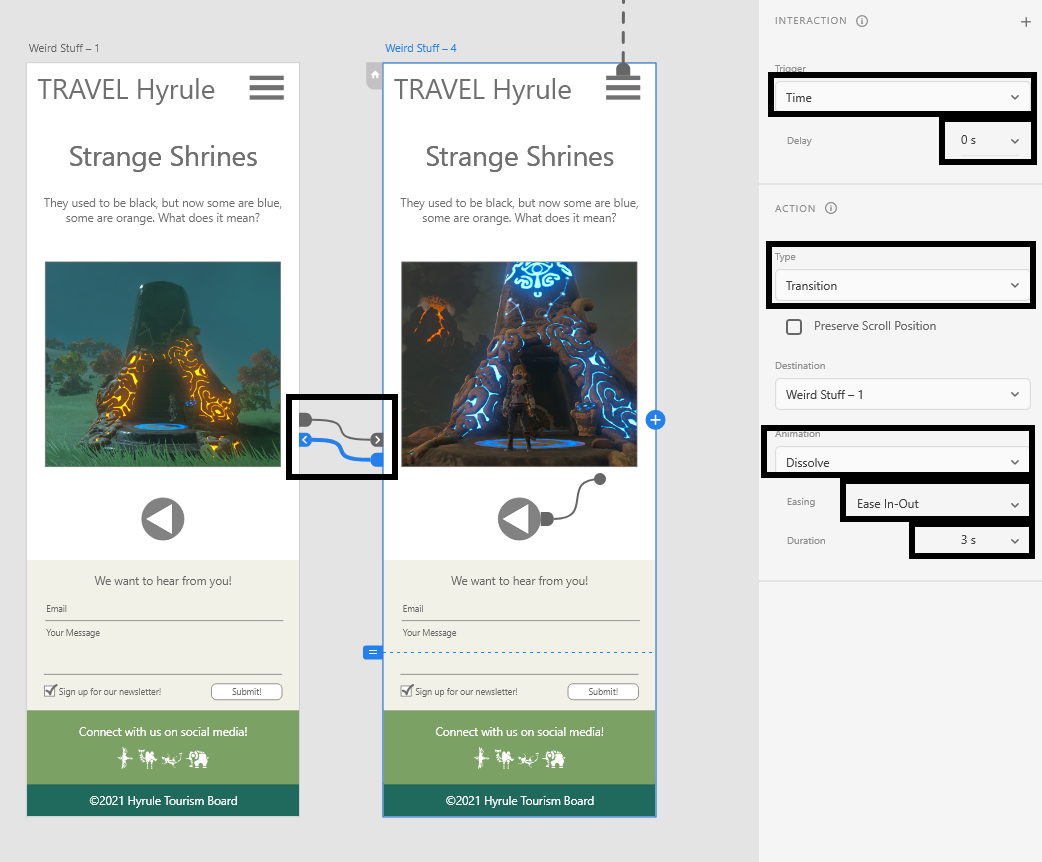 Weird Stuff – 1
TRAVEL Hyrule
Strange Shrines
They used to be black, but now some are blue,
some are orange. What does it mean?
We want to hear from you!
Email
Your Message
Sign up for our newsletter!
Submit!
Connect with us on social media!
©2021 Hyrule Tourism Board
Weird Stuff – 4
TRAVEL Hyrule
Strange Shrines
They used to be black, but now some are blue,
some are orange. What does it mean?
We want to hear from you!
Email
Your Message
Sign up for our newsletter!
Submit!
Connect with us on social media!
©2021 Hyrule Tourism Board
INTERACTION
Trigger
Time
Delay
0 s
ACTION
Type
Transition
Preserve Scroll Position
Destination
Weird Stuff – 1
Animation
Dissolve
Easing
Ease In-Out
Duration
3 s